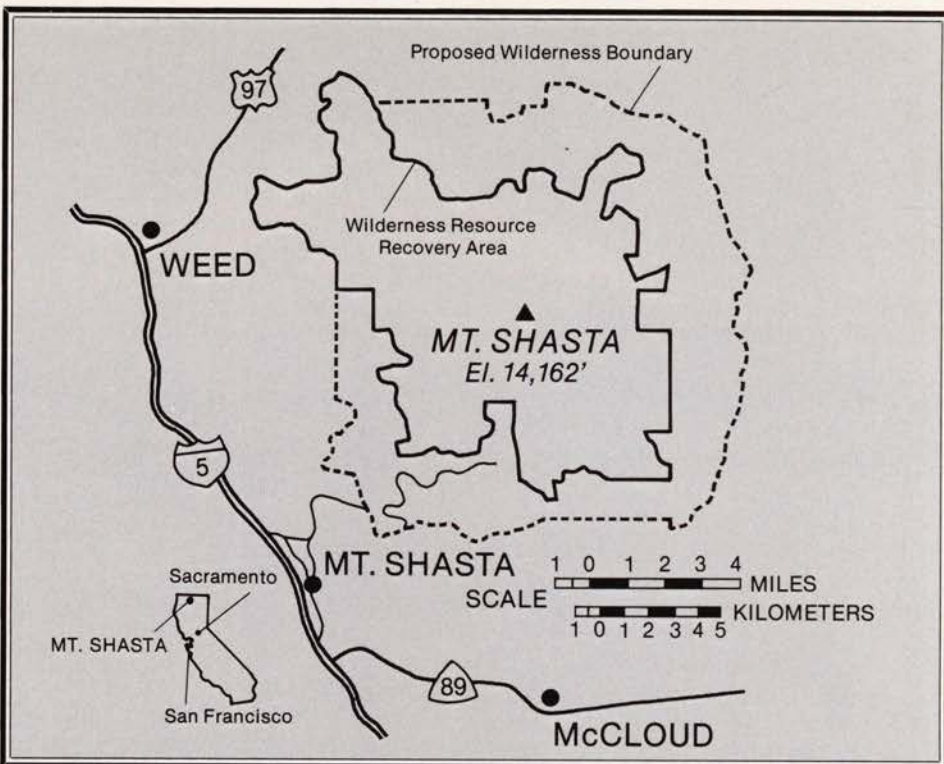 Proposed Wilderness Boundary
97
Wilderness Resource
Recovery Area
WEED
MT. SHASTA
El. 14,162'
5
MT. SHASTA
1 0 1 2 3 4
MILES
SCALE
KILOMETERS
1 0 1 2 3 4 5
Sacramento
MT. SHASTA
San Francisco
89
McCLOUD